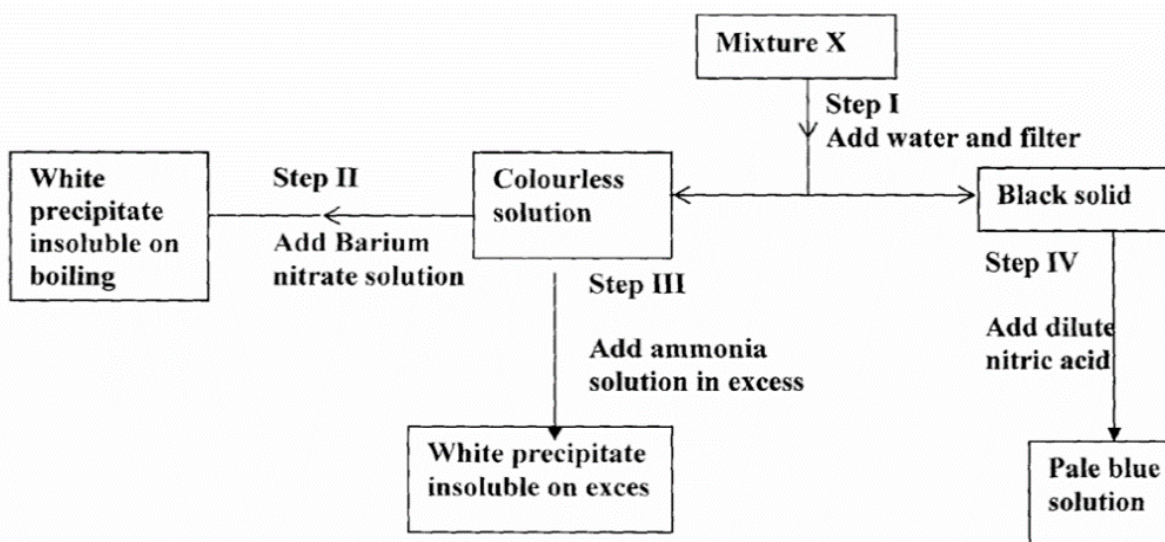 Mixture X
Step I
Add water and filter
White
precipitate
insoluble on
boiling
Step II
Add Barium
nitrate solution
Colourless
solution
Black solid
Step III
Add ammonia
solution in excess
Step IV
Add dilute
nitric acid
White precipitate
insoluble on exces
Pale blue
solution